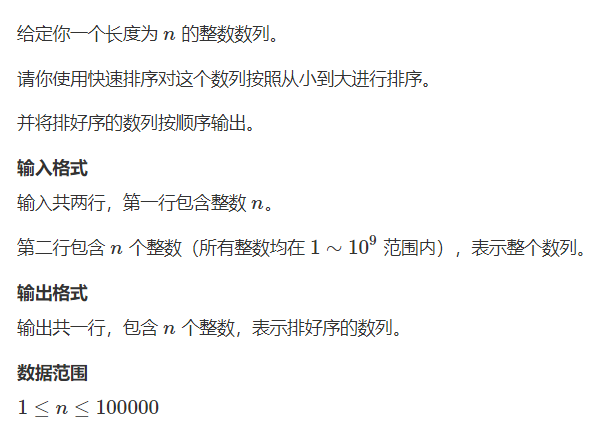 给定你一个长度为 n 的整数数列。
请你使用快速排序对这个数列按照从小到大进行排序。
并将排好序的数列按顺序输出。
输入格式
输入共两行，第一行包含整数 n。
第二行包含 n 个整数（所有整数均在 1 ∼ 10⁹ 范围内），表示整个数列。
输出格式
输出共一行，包含 n 个整数，表示排好序的数列。
数据范围
1 ≤ n ≤ 100000